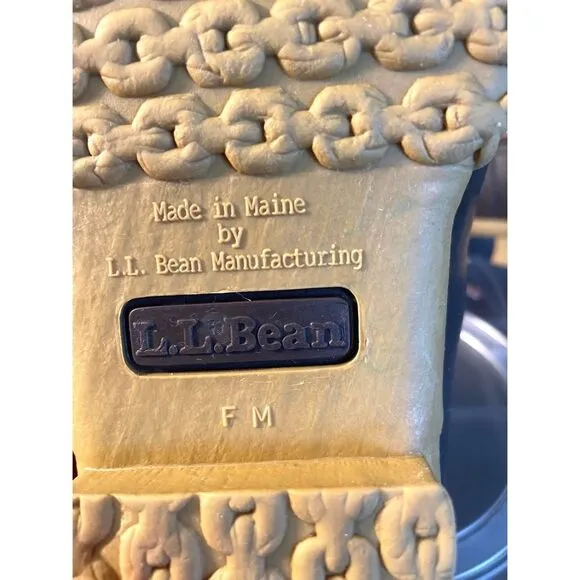 Made in Maine
by
L.L. Bean Manufacturing
L.L.Bean
F M